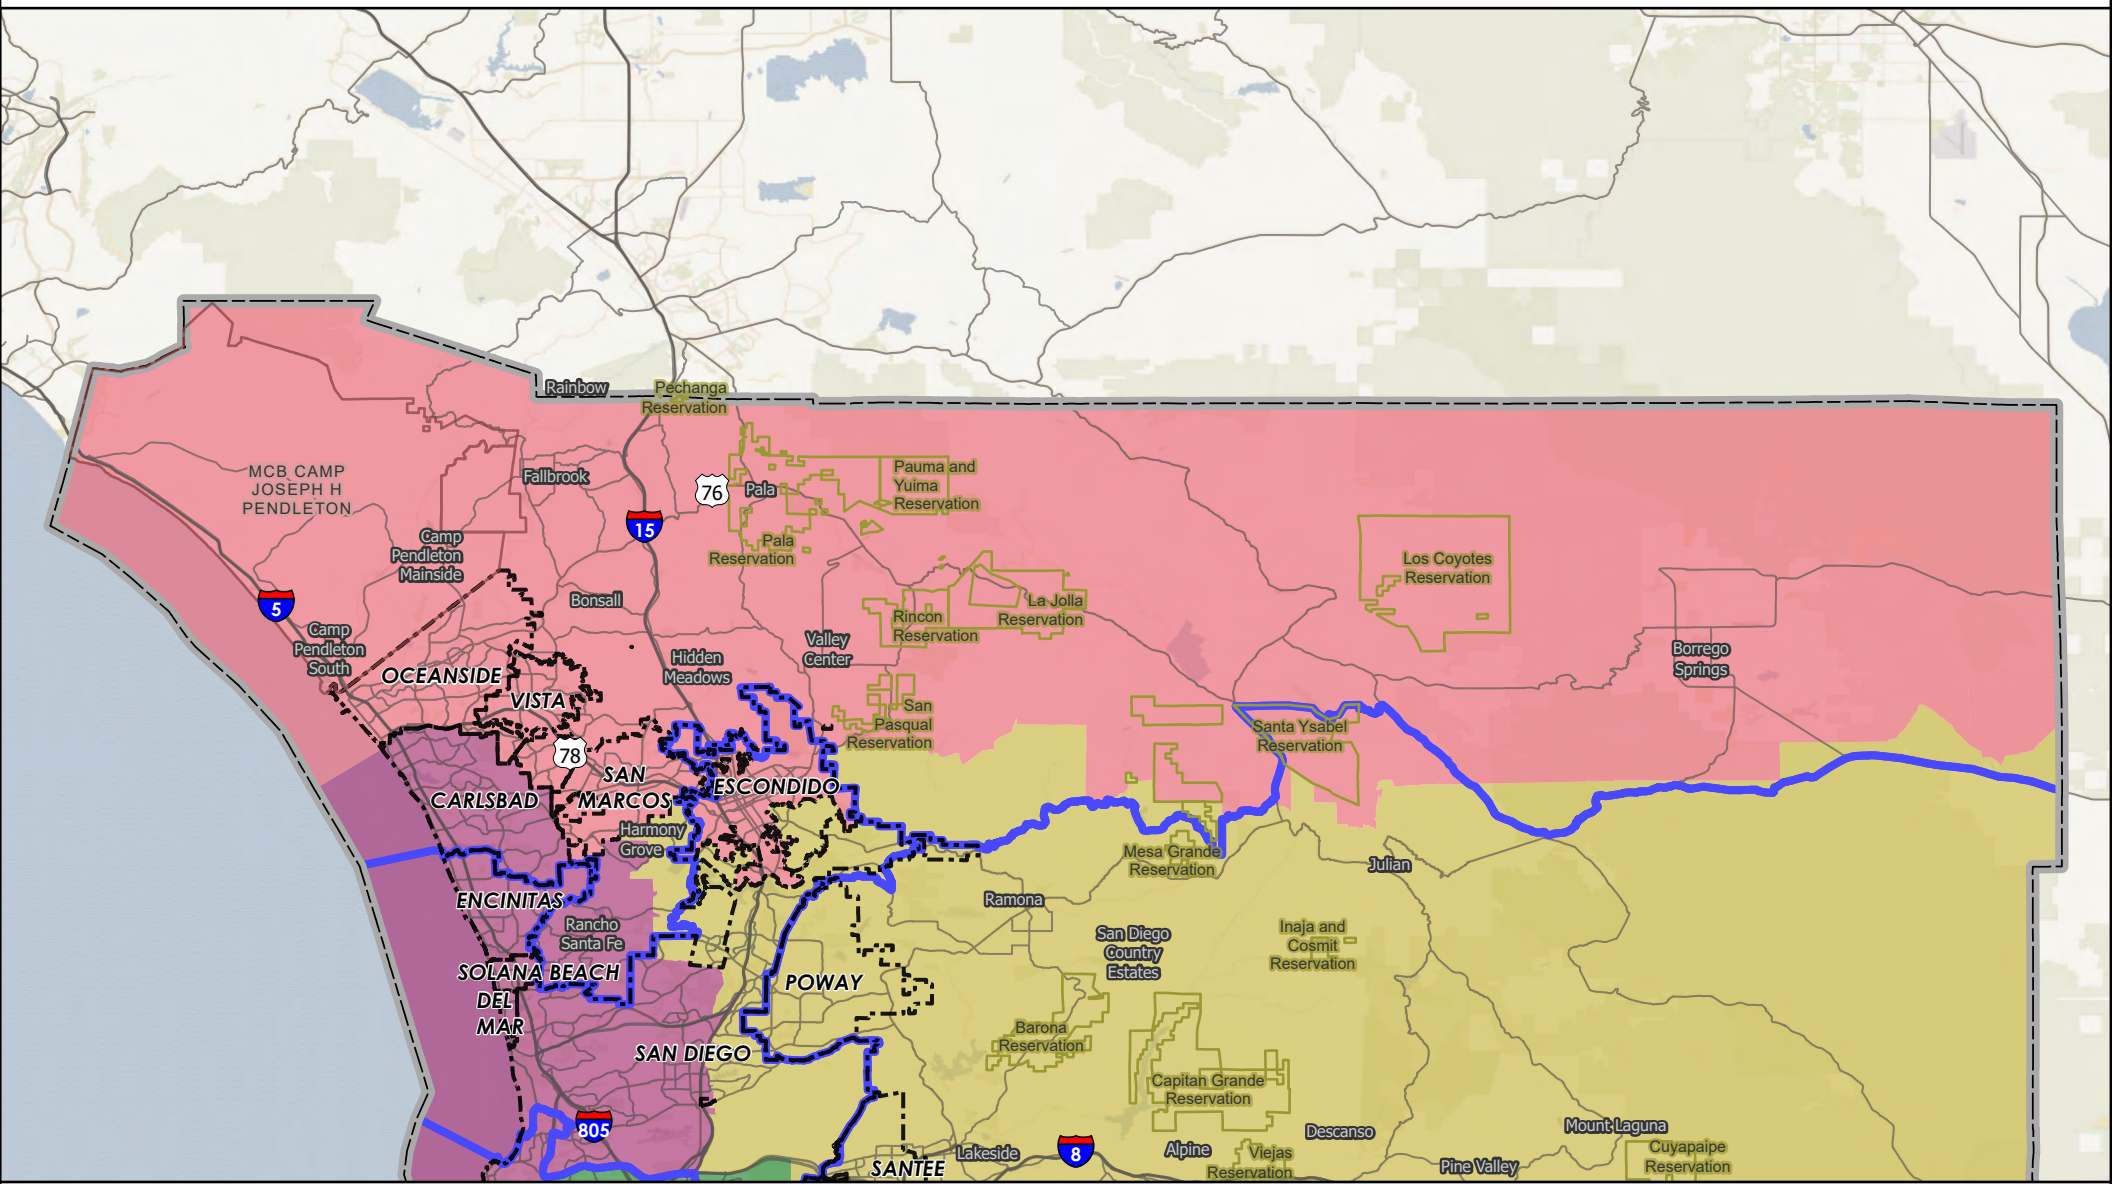 Rainbow
Pechanga
Reservation
MCB CAMP
JOSEPH H
PENDLETON
Fallbrook
76
Pala
Pauma and
Yuima
Reservation
15
Camp
Pendleton
Mainside
Pala
Reservation
Los Coyotes
Reservation
5
Bonsall
La Jolla
Reservation
Rincon
Reservation
Camp
Pendleton
South
Valley
Center
Hidden
Meadows
Borrego
Springs
OCEANSIDE
VISTA
San
Pasqual
Reservation
Santa Ysabel
Reservation
78
SAN
MARCOS
ESCONDIDO
CARLSBAD
Harmony
Grove
Mesa Grande
Reservation
Julian
ENCINITAS
Ramona
Rancho
Santa Fe
San Diego
Country
Estates
Inaja and
Cosmit
Reservation
SOLANA BEACH
DEL
MAR
POWAY
Barona
Reservation
SAN DIEGO
Capitan Grande
Reservation
805
8
Descanso
Mount Laguna
Lakeside
Alpine
Viejas
Reservation
SANTEE
Pine Valley
Cuyapaipe
Reservation